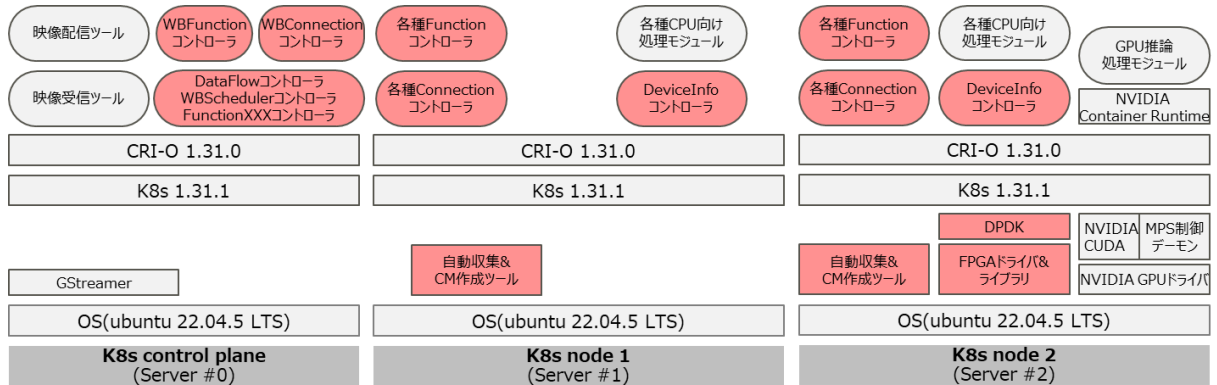 映像配信ツール
WBFunction
コントローラ
WBConnection
コントローラ
映像受信ツール
DataFlowコントローラ
WBSchedulerコントローラ
FunctionXXXコントローラ
CRI-O 1.31.0
K8s 1.31.1
GStreamer
OS(ubuntu 22.04.5 LTS)
K8s control plane
(Server #0)
各種Function
コントローラ
各種CPU向け
処理モジュール
各種Connection
コントローラ
DeviceInfo
コントローラ
CRI-O 1.31.0
K8s 1.31.1
自動収集&
CM作成ツール
OS(ubuntu 22.04.5 LTS)
K8s node 1
(Server #1)
各種Function
コントローラ
各種CPU向け
処理モジュール
GPU推論
処理モジュール
各種Connection
コントローラ
DeviceInfo
コントローラ
NVIDIA
Container Runtime
CRI-O 1.31.0
K8s 1.31.1
自動収集&
CM作成ツール
DPDK
FPGAドライバ&
ライブラリ
NVIDIA
CUDA
MPS制御
デーモン
NVIDIA GPUドライバ
OS(ubuntu 22.04.5 LTS)
K8s node 2
(Server #2)